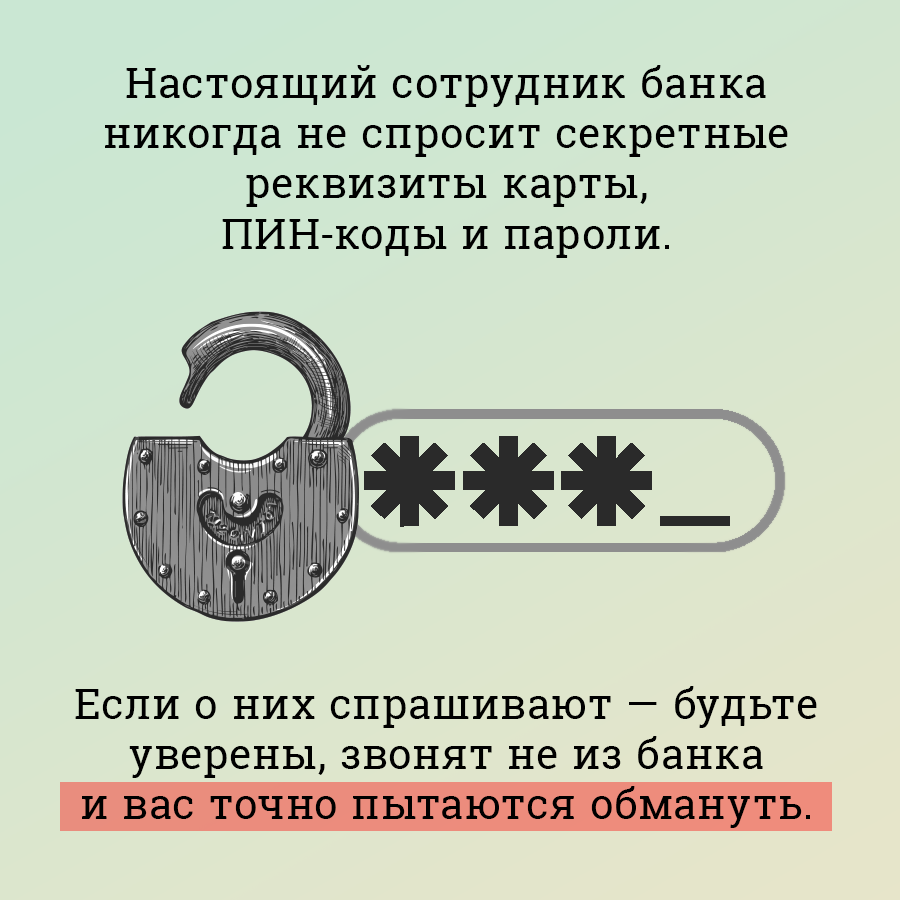 Настоящий сотрудник банка
никогда не спросит секретные
реквизиты карты,
ПИН-коды и пароли.
***_
Если о них спрашивают — будьте
уверены, звонят не из банка
и вас точно пытаются обмануть.